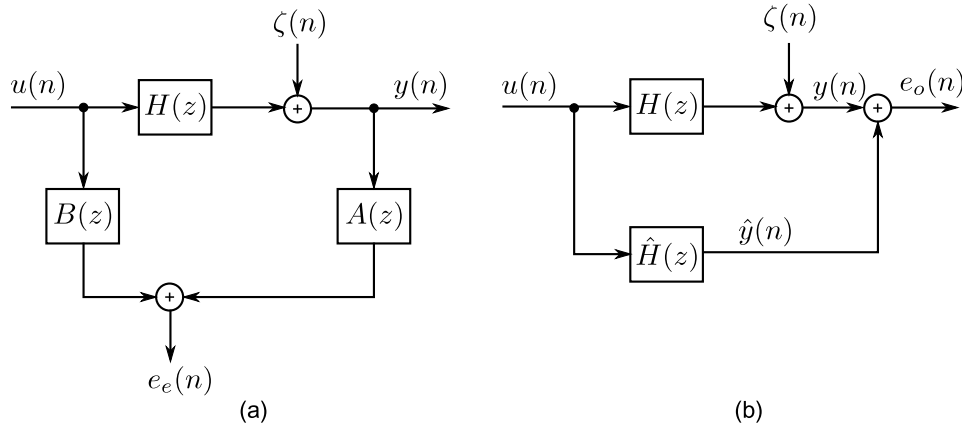 ζ(n)
u(n)
H(z)
+
y(n)
B(z)
A(z)
+
e_e(n)
(a)
ζ(n)
u(n)
H(z)
+
y(n)
+
e_o(n)
Ĥ(z)
ŷ(n)
(b)